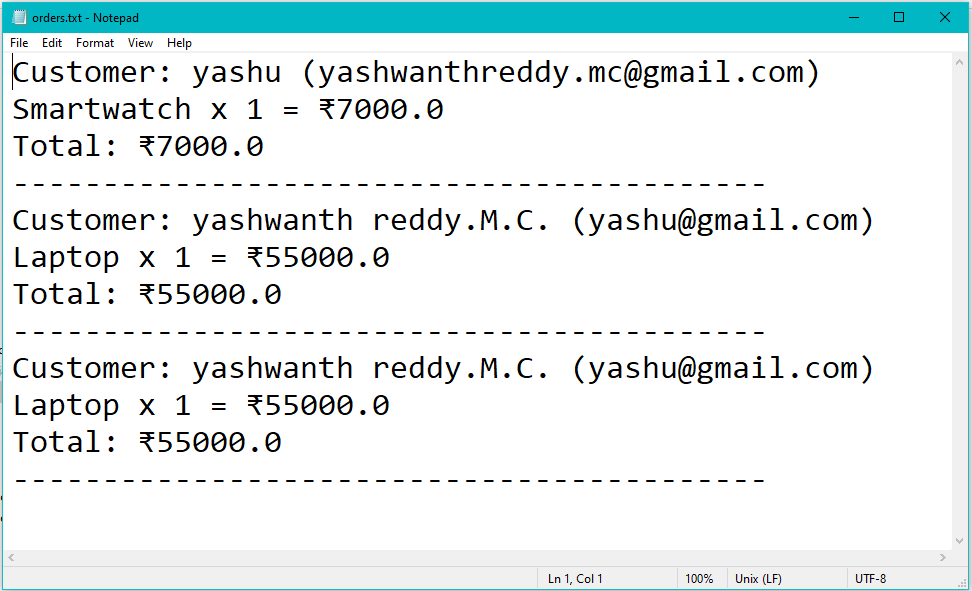 orders.txt - Notepad
File Edit Format View Help
Customer: yashu (yashwanthreddy.mc@gmail.com)
Smartwatch x 1 = ₹7000.0
Total: ₹7000.0
------------------------------------------
Customer: yashwanth reddy.M.C. (yashu@gmail.com)
Laptop x 1 = ₹55000.0
Total: ₹55000.0
------------------------------------------
Customer: yashwanth reddy.M.C. (yashu@gmail.com)
Laptop x 1 = ₹55000.0
Total: ₹55000.0
------------------------------------------
Ln 1, Col 1 100% Unix (LF) UTF-8